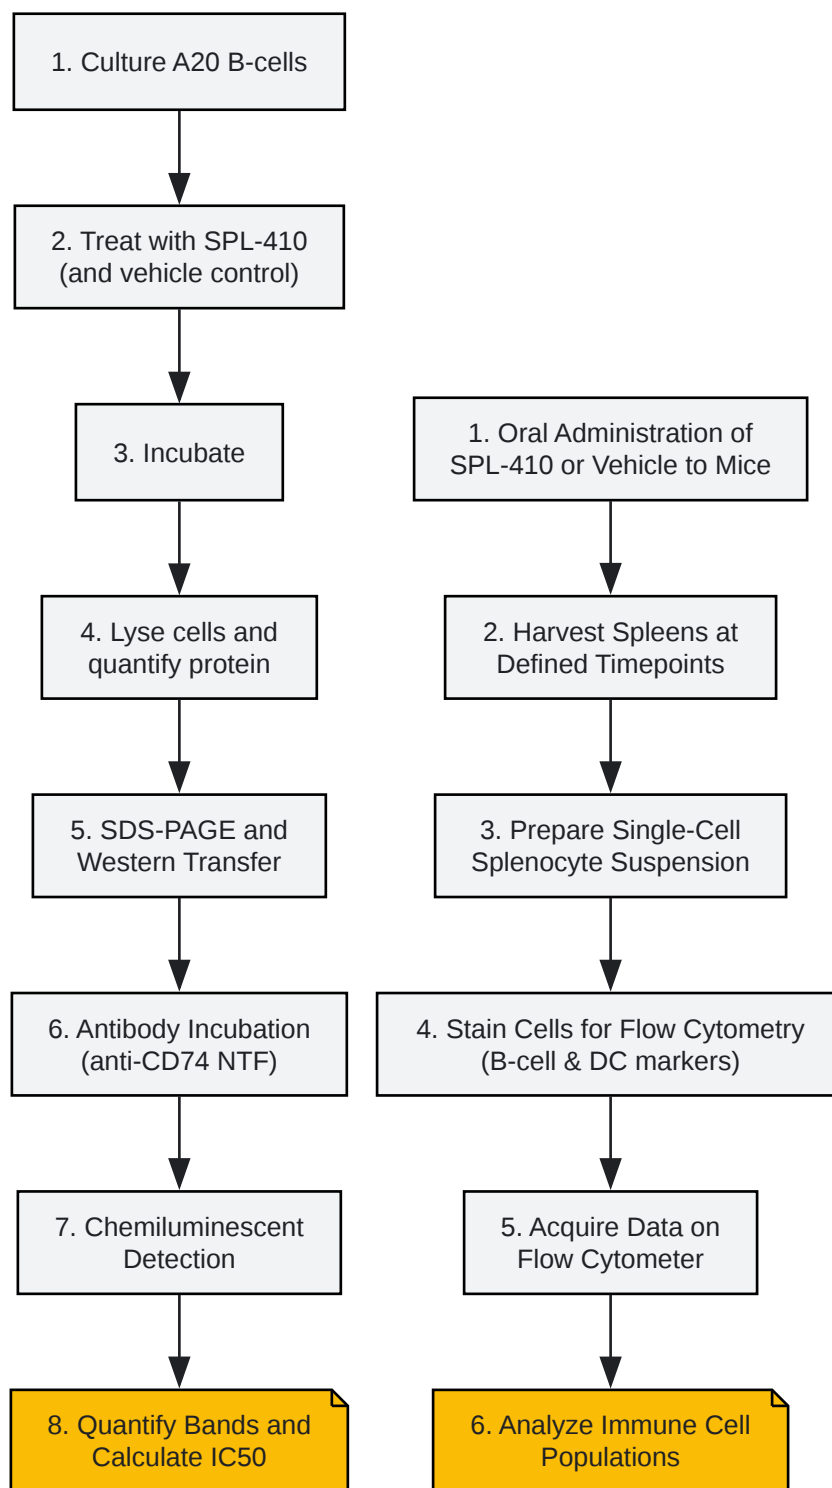 1. Culture A20 B-cells
2. Treat with SPL-410
(and vehicle control)
3. Incubate
4. Lyse cells and
quantify protein
5. SDS-PAGE and
Western Transfer
6. Antibody Incubation
(anti-CD74 NTF)
7. Chemiluminescent
Detection
8. Quantify Bands and
Calculate IC50
1. Oral Administration of
SPL-410 or Vehicle to Mice
2. Harvest Spleens at
Defined Timepoints
3. Prepare Single-Cell
Splenocyte Suspension
4. Stain Cells for Flow Cytometry
(B-cell & DC markers)
5. Acquire Data on
Flow Cytometer
6. Analyze Immune Cell
Populations